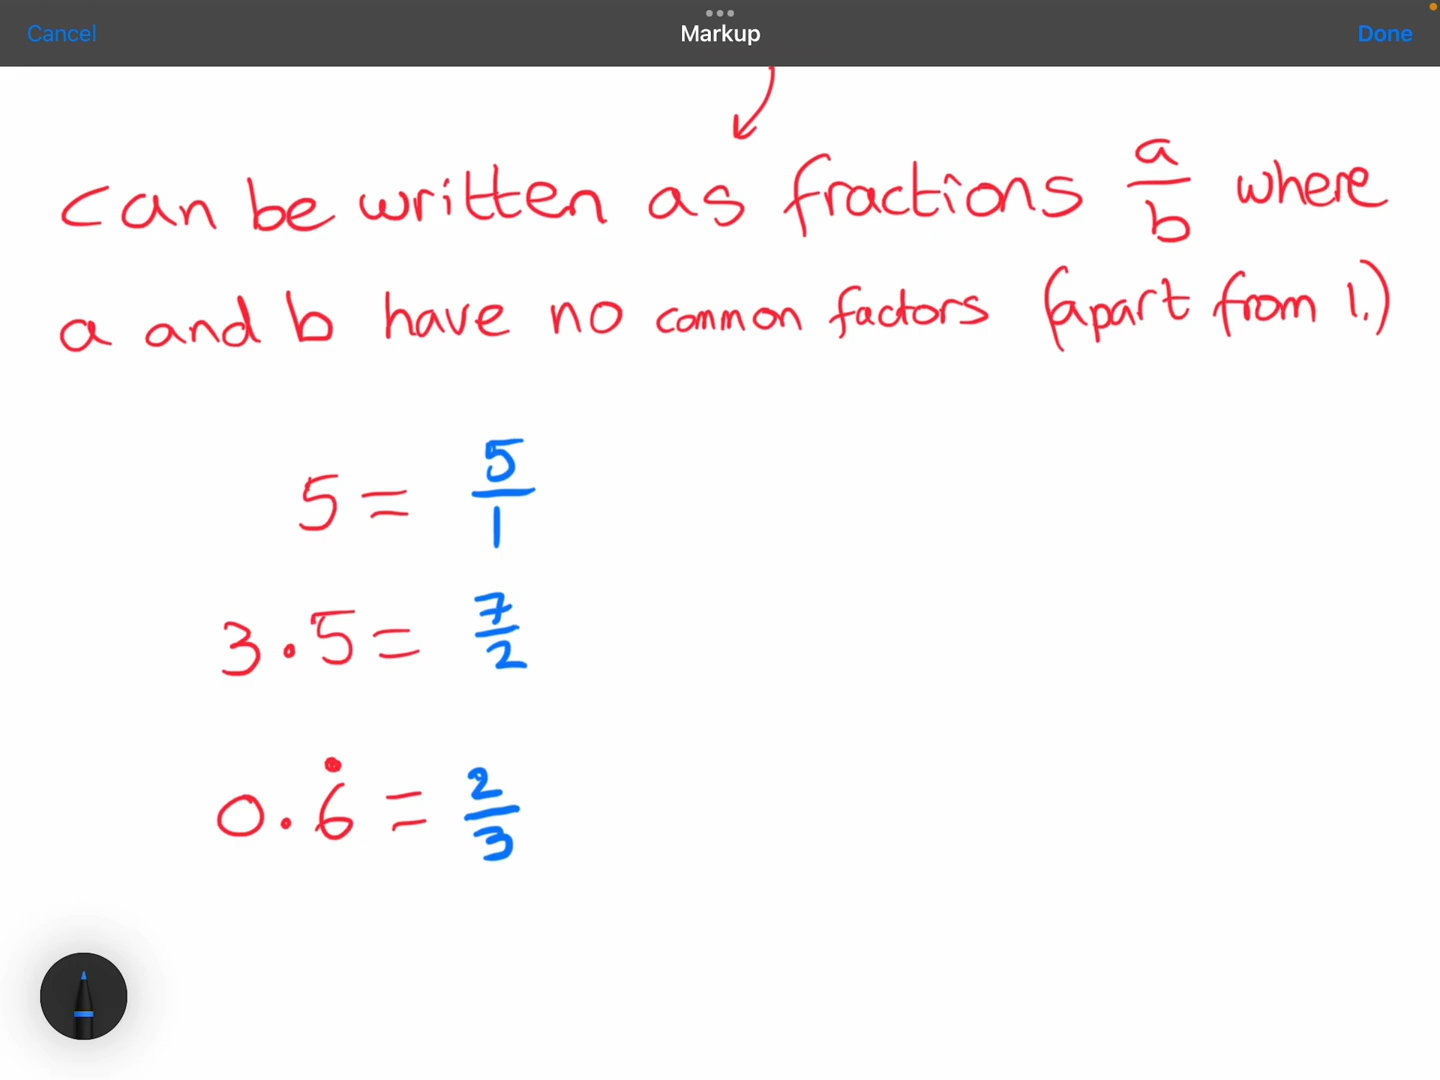 Cancel Markup Done
can be written as fractions a/b where
a and b have no common factors (apart from 1.)
5 = 5/1
3.5 = 7/2
0.6̇ = 2/3